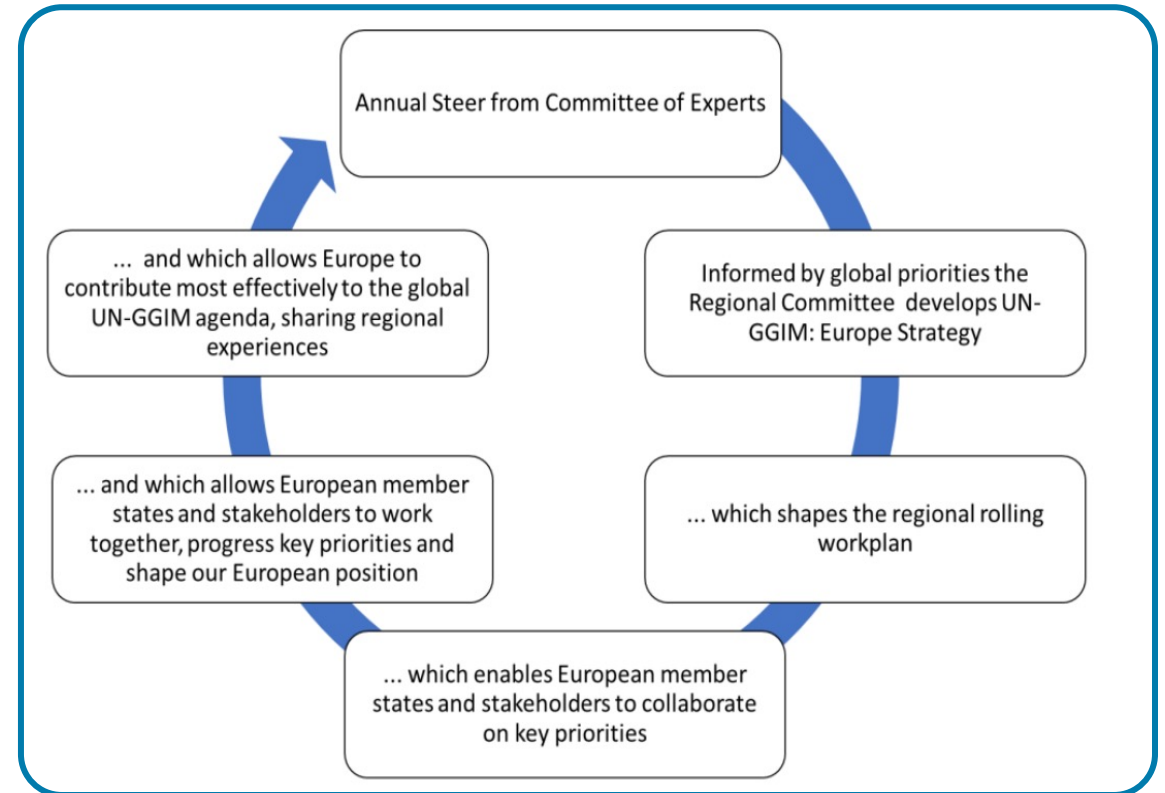 Annual Steer from Committee of Experts
Informed by global priorities the
Regional Committee develops UN-
GGIM: Europe Strategy
... which shapes the regional rolling
workplan
... which enables European member
states and stakeholders to collaborate
on key priorities
... and which allows European member
states and stakeholders to work
together, progress key priorities and
shape our European position
... and which allows Europe to
contribute most effectively to the global
UN-GGIM agenda, sharing regional
experiences